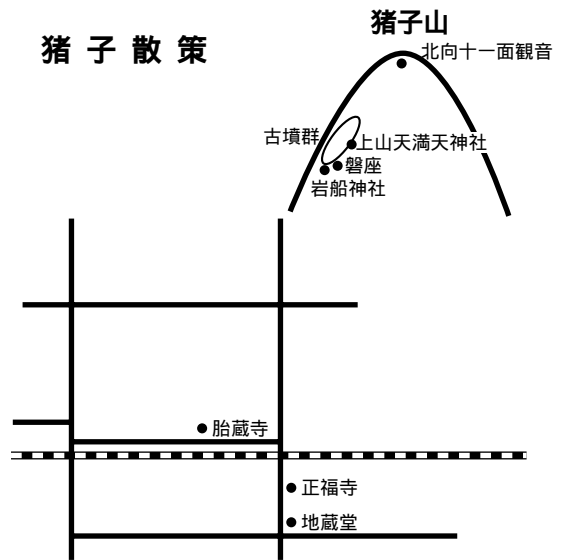 猪子散策
猪子山
北向十一面観音
古墳群
上山天満天神社
磐座
岩船神社
胎蔵寺
正福寺
地蔵堂